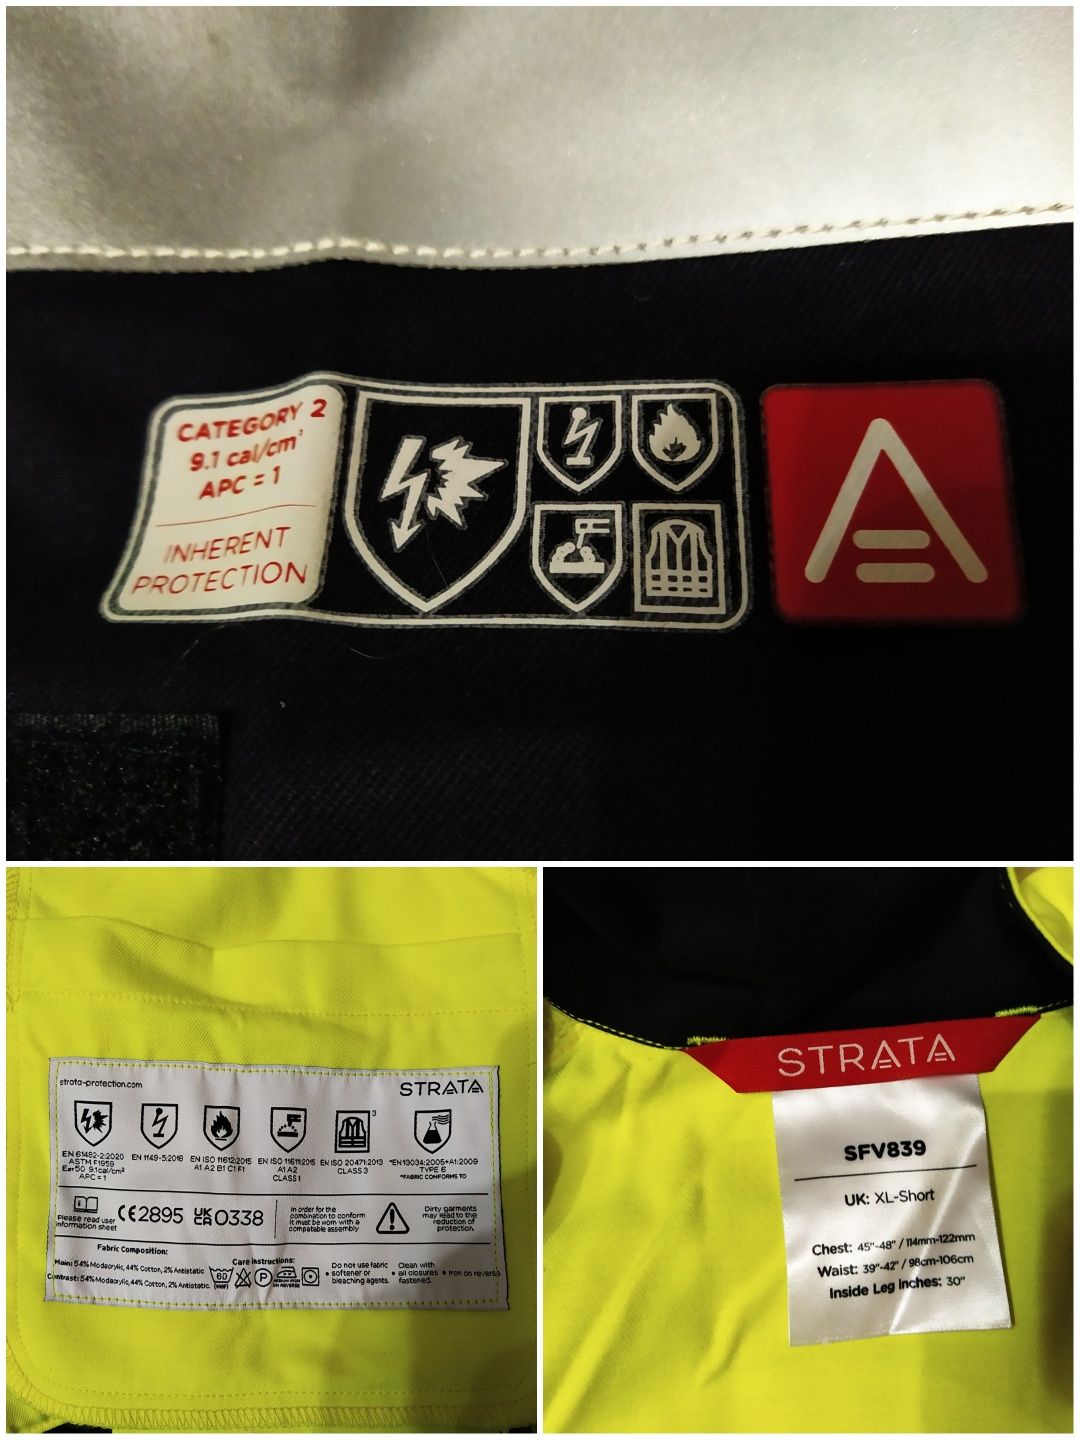 CATEGORY 2
9.1 cal/cm²
APC = 1
INHERENT
PROTECTION
strata-protection.com
STRATA
3
EN 61482-2:2020
ASTM F1959
EBT50 9.1cal/cm²
APC = 1
EN 1149-5:2018
EN ISO 11612:2015
A1 A2 B1 C1 F1
EN ISO 11611:2015
A1 A2
CLASS 1
EN ISO 20471:2013
CLASS 3
*EN13034:2005+A1:2009
TYPE 6
*FABRIC CONFORMS TO
Please read user
information sheet
CE2895
UKCA 0338
In order for the
combination to conform
it must be worn with a
compatable assembly
Dirty garments
may lead to the
reduction of
protection.
Fabric Composition:
Main: 54% Modacrylic, 44% Cotton, 2% Antistatic
Contrast: 54% Modacrylic, 44% Cotton, 2% Antistatic.
Care Instructions:
60
P
ON REVERSE
Do not use fabric
• softener or
bleaching agents.
Clean with
• all closures
fastened.
• Iron on reverse
STRATA
SFV839
UK: XL-Short
Chest: 45"-48" / 114mm-122mm
Waist: 39"-42" / 98cm-106cm
Inside Leg Inches: 30"